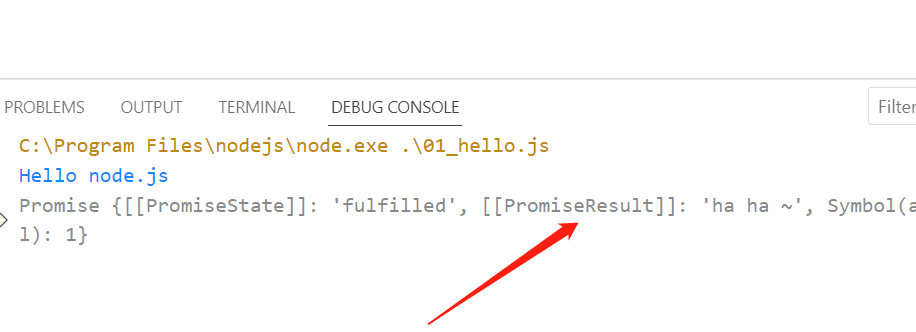 PROBLEMS OUTPUT TERMINAL DEBUG CONSOLE Filter
C:\Program Files\nodejs\node.exe .\01_hello.js
Hello node.js
Promise {[[PromiseState]]: 'fulfilled', [[PromiseResult]]: 'ha ha ~', Symbol(a
l): 1}